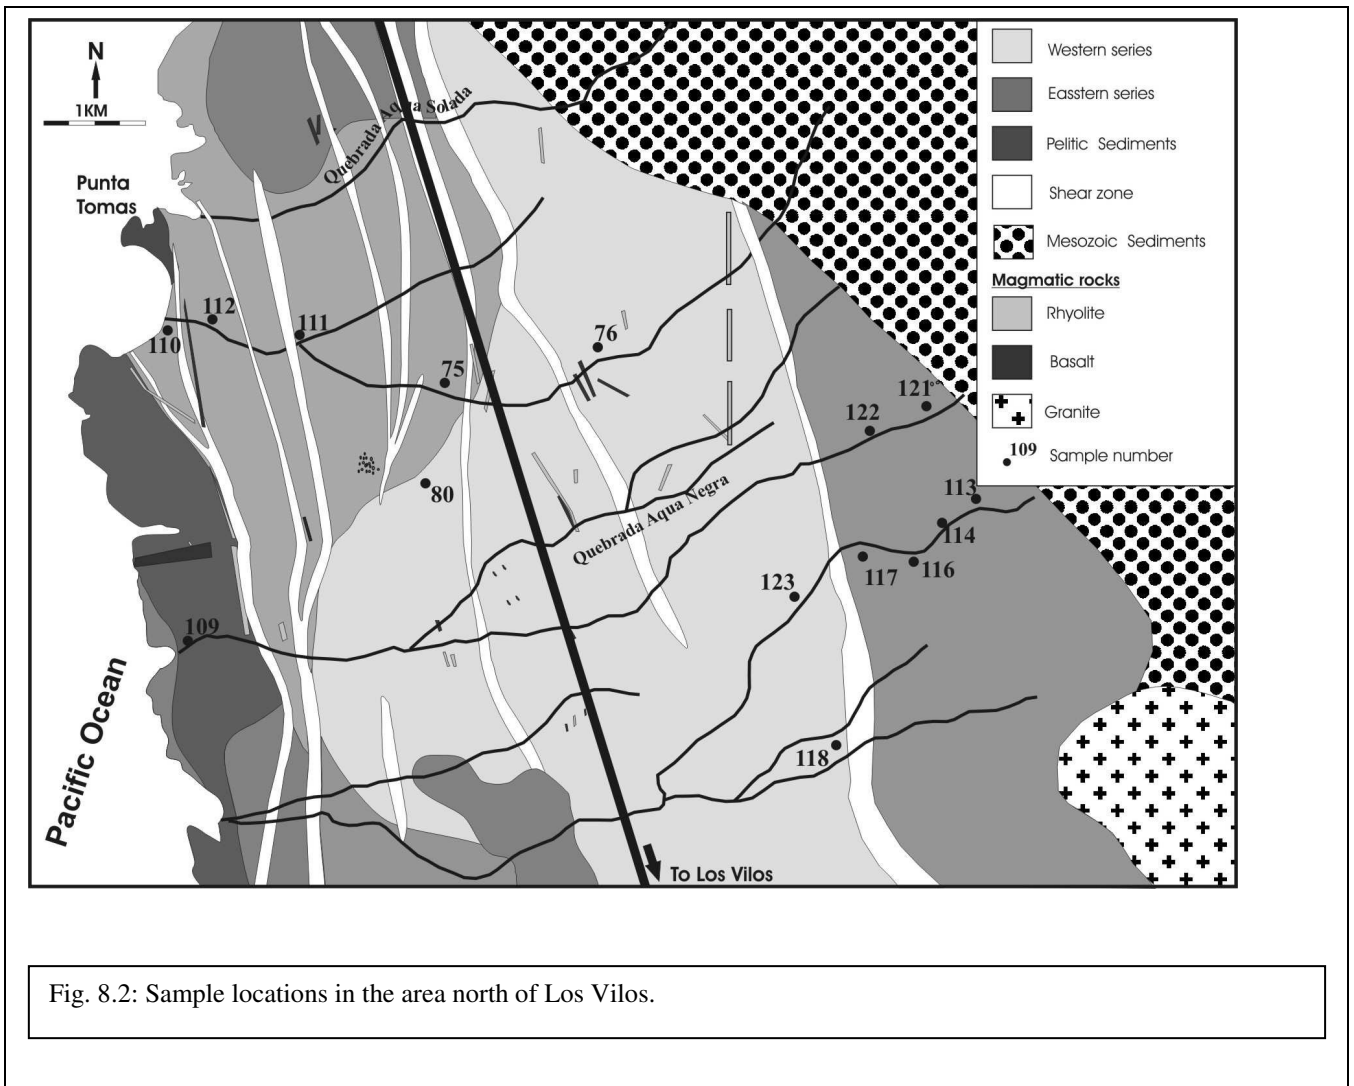 N
1KM
Quebrada Aqua Solada
Punta
Tomas
112
111
110
75
76
80
121
122
113
114
116
117
123
118
109
Quebrada Aqua Negra
Pacific Ocean
To Los Vilos
Western series
Easstern series
Pelitic Sediments
Shear zone
Mesozoic Sediments
Magmatic rocks
Rhyolite
Basalt
Granite
109 Sample number
Fig. 8.2: Sample locations in the area north of Los Vilos.